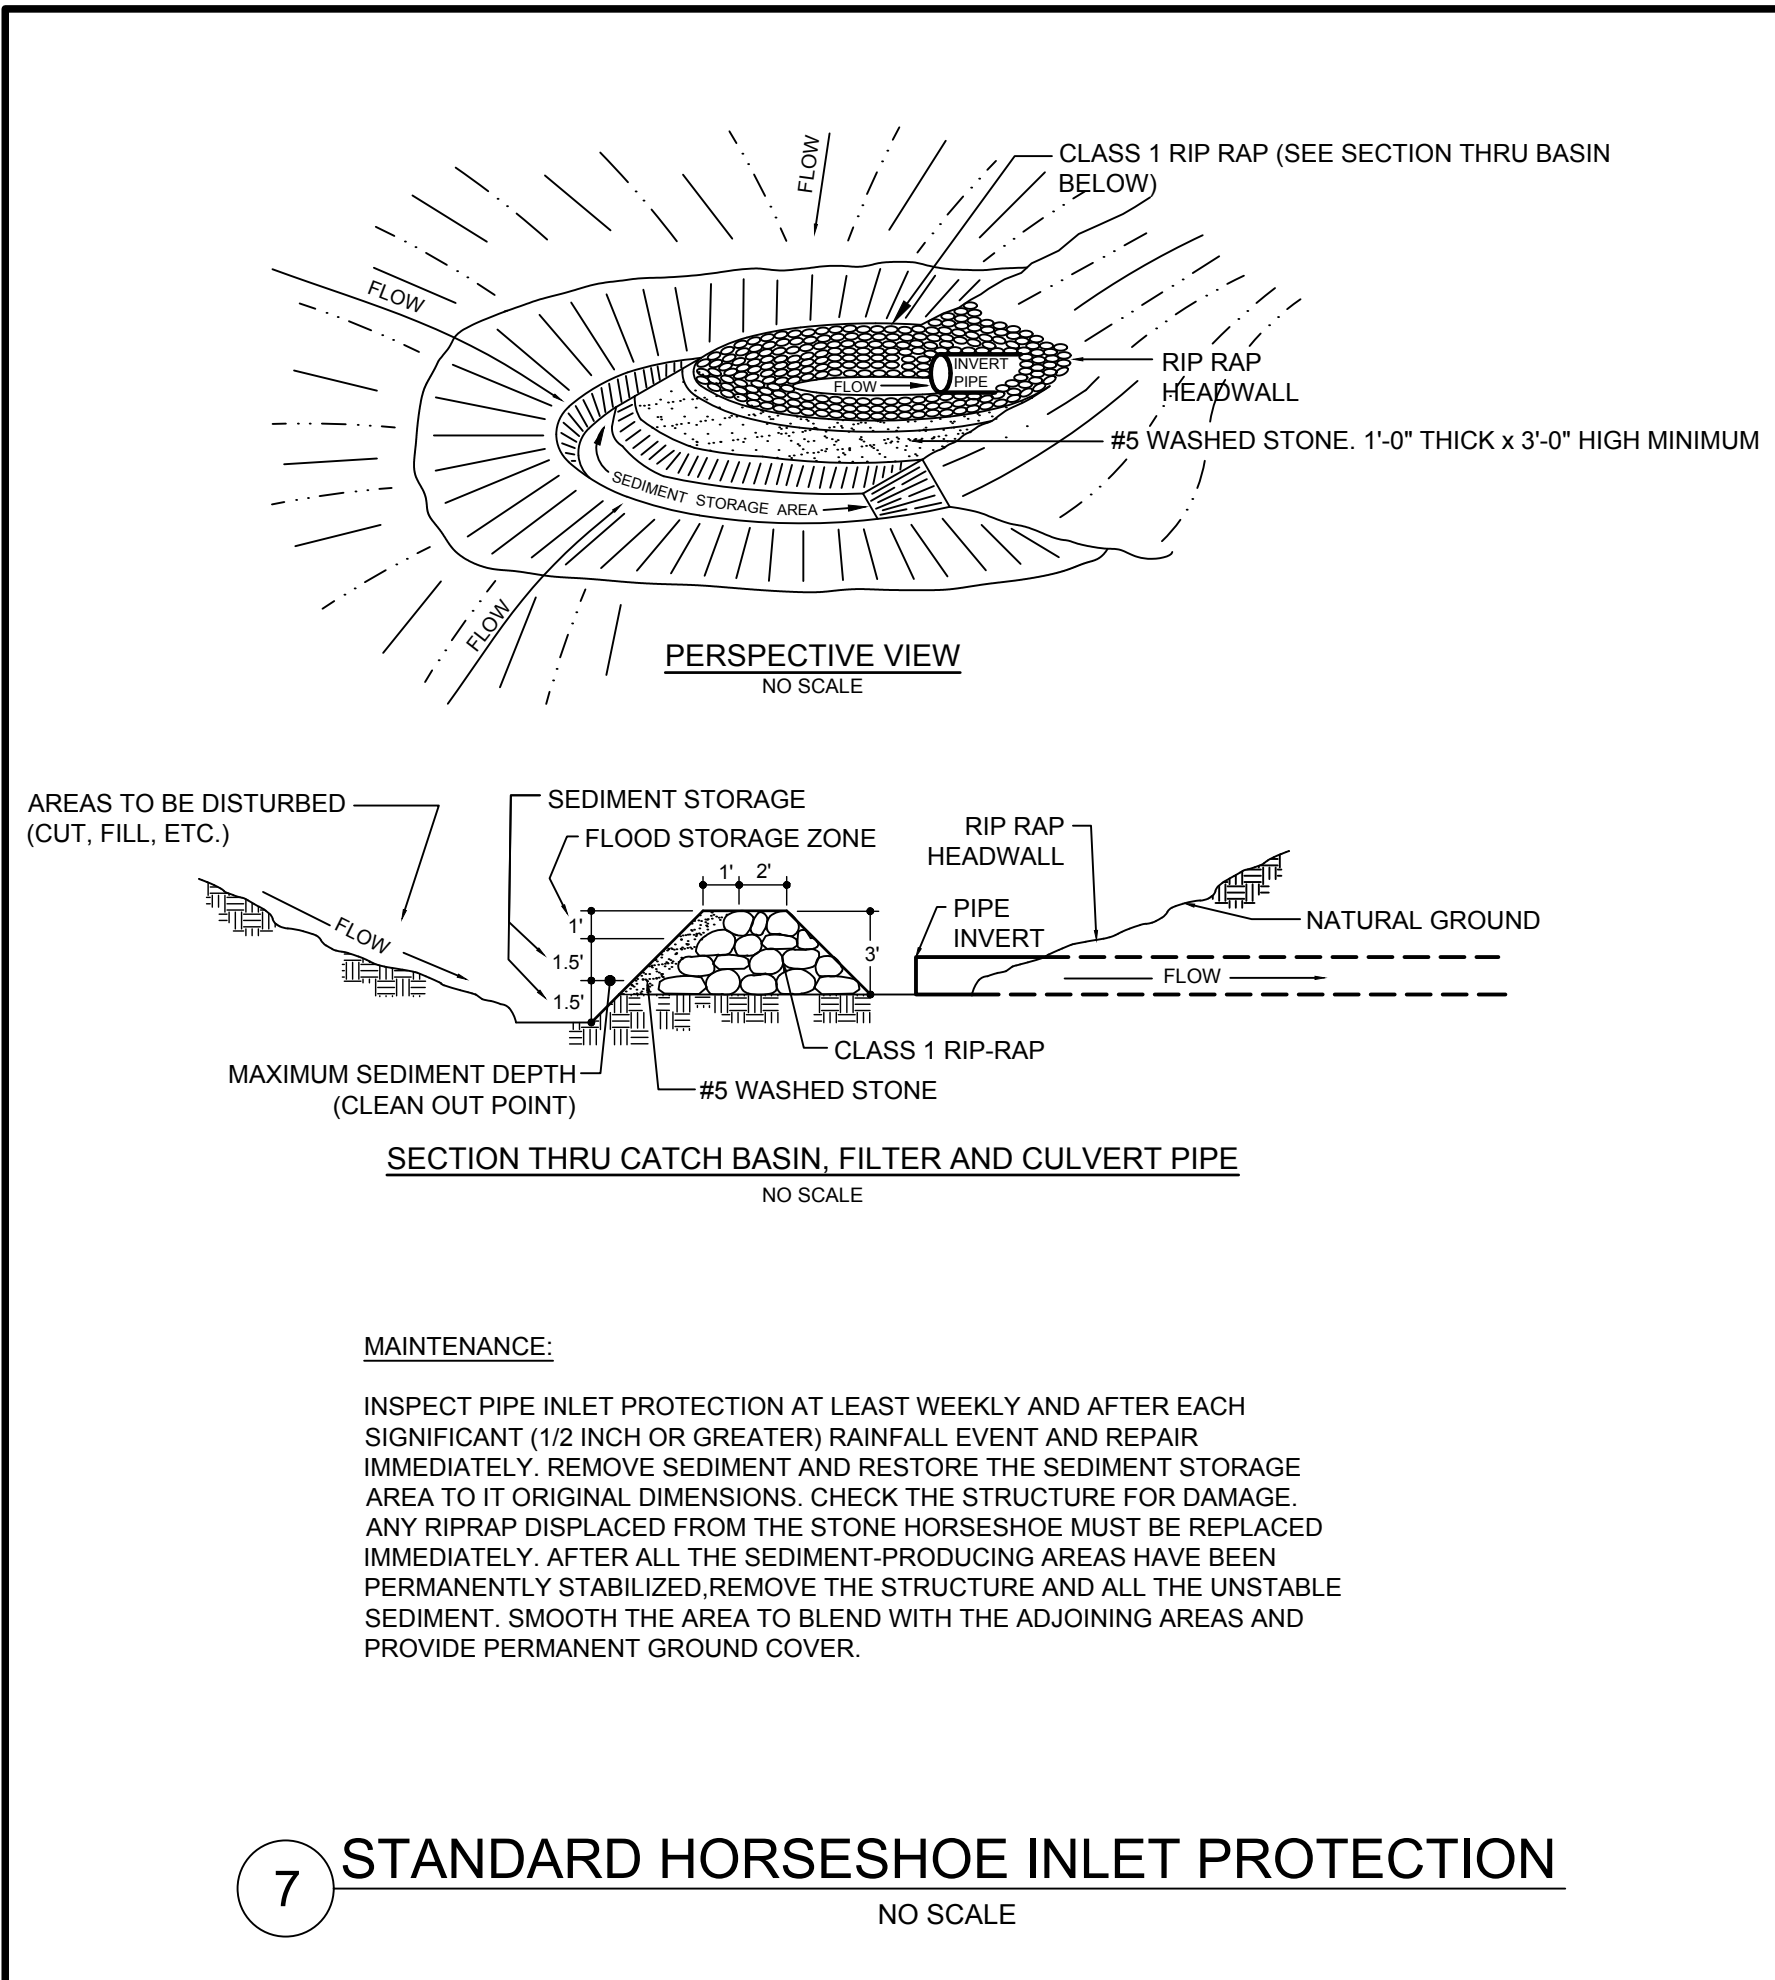 FLOW
CLASS 1 RIP RAP (SEE SECTION THRU BASIN
BELOW)
FLOW
INVERT
PIPE
FLOW
RIP RAP
HEADWALL
#5 WASHED STONE. 1'-0" THICK x 3'-0" HIGH MINIMUM
SEDIMENT STORAGE AREA
FLOW
PERSPECTIVE VIEW
NO SCALE
AREAS TO BE DISTURBED
(CUT, FILL, ETC.)
SEDIMENT STORAGE
FLOOD STORAGE ZONE
RIP RAP
HEADWALL
1' 2'
PIPE
INVERT
NATURAL GROUND
FLOW
1'
1.5'
1.5'
3'
FLOW
CLASS 1 RIP-RAP
MAXIMUM SEDIMENT DEPTH
(CLEAN OUT POINT)
#5 WASHED STONE
SECTION THRU CATCH BASIN, FILTER AND CULVERT PIPE
NO SCALE
MAINTENANCE:
INSPECT PIPE INLET PROTECTION AT LEAST WEEKLY AND AFTER EACH
SIGNIFICANT (1/2 INCH OR GREATER) RAINFALL EVENT AND REPAIR
IMMEDIATELY. REMOVE SEDIMENT AND RESTORE THE SEDIMENT STORAGE
AREA TO IT ORIGINAL DIMENSIONS. CHECK THE STRUCTURE FOR DAMAGE.
ANY RIPRAP DISPLACED FROM THE STONE HORSESHOE MUST BE REPLACED
IMMEDIATELY. AFTER ALL THE SEDIMENT-PRODUCING AREAS HAVE BEEN
PERMANENTLY STABILIZED,REMOVE THE STRUCTURE AND ALL THE UNSTABLE
SEDIMENT. SMOOTH THE AREA TO BLEND WITH THE ADJOINING AREAS AND
PROVIDE PERMANENT GROUND COVER.
7 STANDARD HORSESHOE INLET PROTECTION
NO SCALE